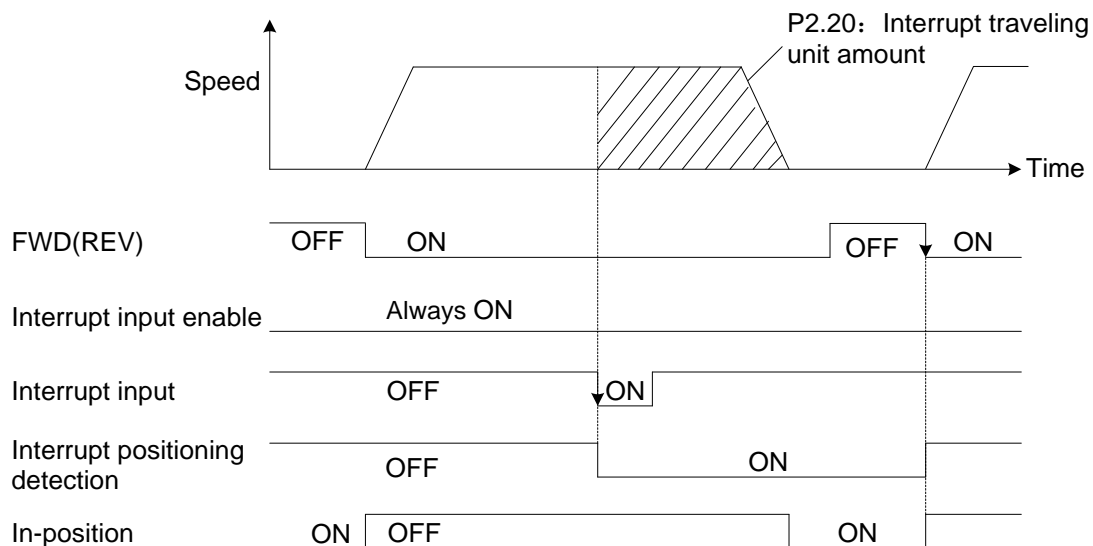 P2.20：Interrupt traveling
unit amount
Speed
Time
FWD(REV)
OFF
ON
OFF
ON
Interrupt input enable
Always ON
Interrupt input
OFF
ON
Interrupt positioning
detection
OFF
ON
In-position
ON
OFF
ON